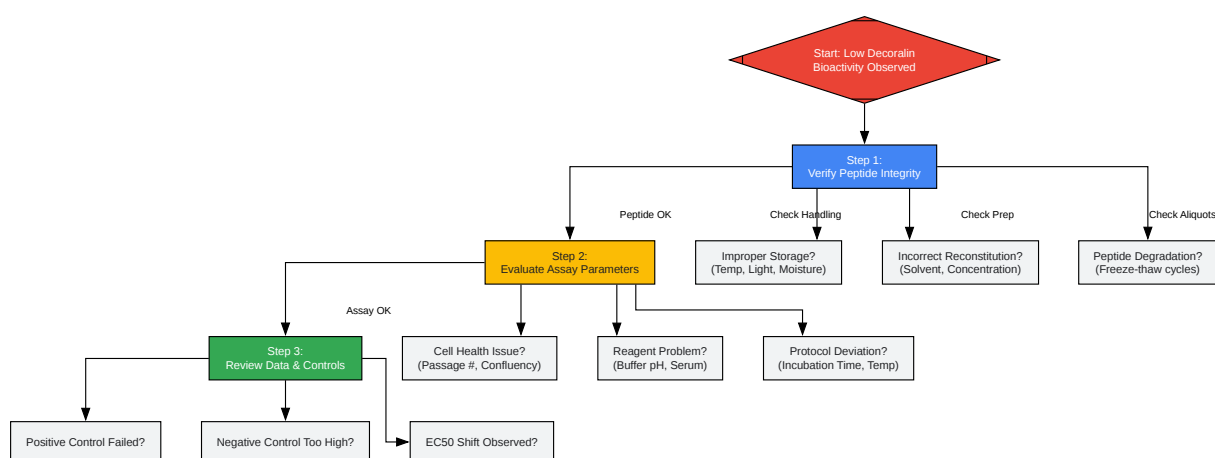 Start: Low Decoralin
Bioactivity Observed
Step 1:
Verify Peptide Integrity
Peptide OK
Check Handling
Check Prep
Check Aliquots
Step 2:
Evaluate Assay Parameters
Improper Storage?
(Temp, Light, Moisture)
Incorrect Reconstitution?
(Solvent, Concentration)
Peptide Degradation?
(Freeze-thaw cycles)
Assay OK
Step 3:
Review Data & Controls
Cell Health Issue?
(Passage #, Confluency)
Reagent Problem?
(Buffer pH, Serum)
Protocol Deviation?
(Incubation Time, Temp)
Positive Control Failed?
Negative Control Too High?
EC50 Shift Observed?